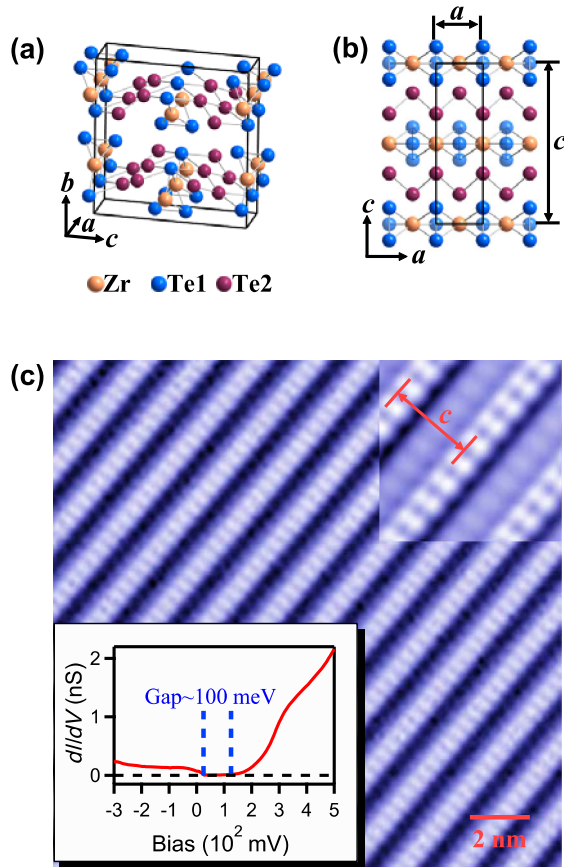 (a)
(b)
a
c
b
a
c
c
a
Zr Te1 Te2
(c)
c
2
1
0
dI/dV (nS)
Gap~100 meV
-3 -2 -1 0 1 2 3 4 5
Bias (10² mV)
2 nm